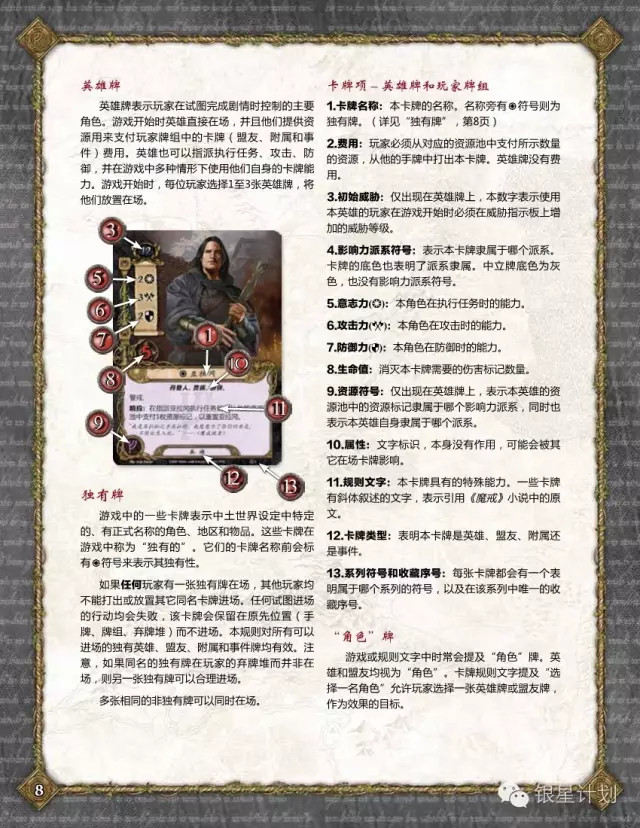 英雄牌
英雄牌表示玩家在试图完成剧情时控制的主要
角色。游戏开始时英雄直接在场，并且他们提供资
源用来支付玩家牌组中的卡牌（盟友、附属和事
件）费用。英雄也可以指派执行任务、攻击、防
御，并在游戏中多种情形下使用他们自身的卡牌能
力。游戏开始时，每位玩家选择1至3张英雄牌，将
他们放置在场。
3
5
6
7
8
9
1
10
11
12
13
12
2
3
2
5
亚拉冈
警戒。
独有牌
游戏中的一些卡牌表示中土世界设定中特定
的、有正式名称的角色、地区和物品。这些卡牌在
游戏中称为“独有的”。它们的卡牌名称前会标
有符号来表示其独有性。
如果任何玩家有一张独有牌在场，其他玩家均
不能打出或放置其它同名卡牌进场。任何试图进场
的行动均会失败，该卡牌会保留在原先位置（手
牌、牌组、弃牌堆）而不进场。本规则对所有可以
进场的独有英雄、盟友、附属和事件牌均有效。注
意，如果同名的独有牌在玩家的弃牌堆而并非在
场，则另一张独有牌可以合理进场。
多张相同的非独有牌可以同时在场。
卡牌项 – 英雄牌和玩家牌组
1.卡牌名称：本卡牌的名称。名称旁有符号则为
独有牌。（详见“独有牌”，第8页）
2.费用：玩家必须从对应的资源池中支付所示数量
的资源，从他的手牌中打出本卡牌。英雄牌没有费
用。
3.初始威胁：仅出现在英雄牌上，本数字表示使用
本英雄的玩家在游戏开始时必须在威胁指示板上增
加的威胁等级。
4.影响力派系符号：表示本卡牌隶属于哪个派系。
卡牌的底色也表明了派系隶属。中立牌底色为灰
色，也没有影响力派系符号。
5.意志力()：本角色在执行任务时的能力。
6.攻击力()：本角色在攻击时的能力。
7.防御力()：本角色在防御时的能力。
8.生命值：消灭本卡牌需要的伤害标记数量。
9.资源符号：仅出现在英雄牌上，表示本英雄的资
源池中的资源标记隶属于哪个影响力派系，同时也
表示本英雄自身隶属于哪个派系。
10.属性：文字标识，本身没有作用，可能会被其
它在场卡牌影响。
11.规则文字：本卡牌具有的特殊能力。一些卡牌
有斜体叙述的文字，表示引用《魔戒》小说中的原
文。
12.卡牌类型：表明本卡牌是英雄、盟友、附属还
是事件。
13.系列符号和收藏序号：每张卡牌都会有一个表
明属于哪个系列的符号，以及在该系列中唯一的收
藏序号。
“角色”牌
游戏或规则文字中时常会提及“角色”牌。英
雄和盟友均视为“角色”。卡牌规则文字提及“选
择一名角色”允许玩家选择一张英雄牌或盟友牌，
作为效果的目标。
8
银星计划